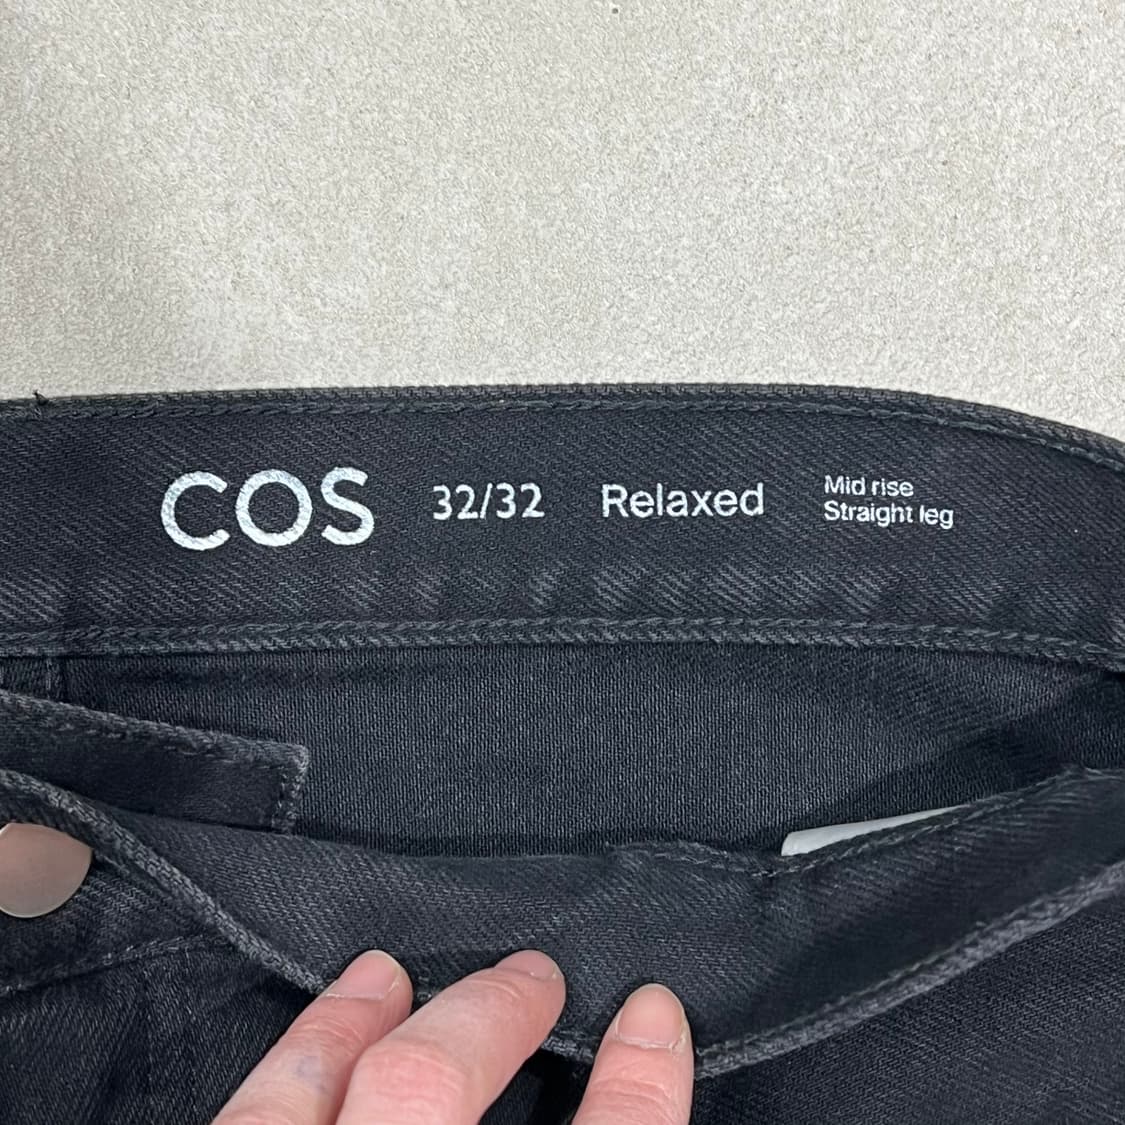 COS 32/32 Relaxed
Mid rise
Straight leg